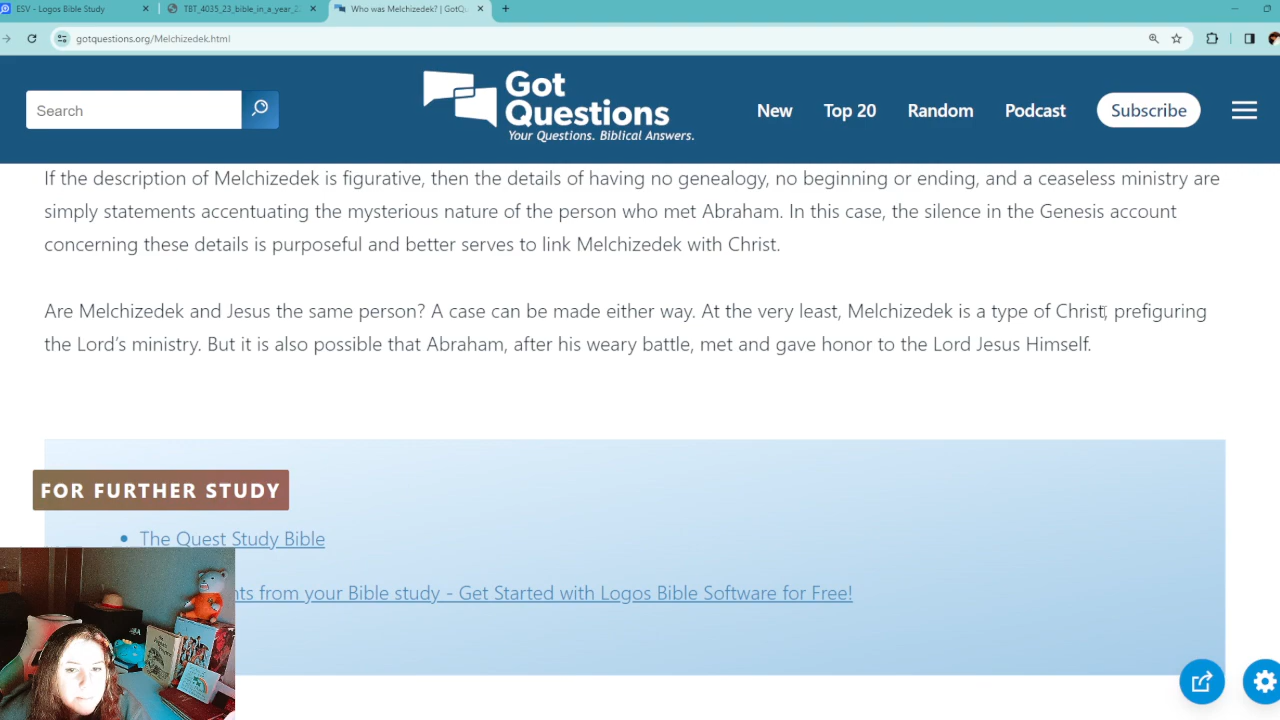 ESV - Logos Bible Study
TBT_4035_23_bible_in_a_year_2
Who was Melchizedek? | GotQ
gotquestions.org/Melchizedek.html
Search
Got
Questions
Your Questions. Biblical Answers.
New Top 20 Random Podcast Subscribe
If the description of Melchizedek is figurative, then the details of having no genealogy, no beginning or ending, and a ceaseless ministry are
simply statements accentuating the mysterious nature of the person who met Abraham. In this case, the silence in the Genesis account
concerning these details is purposeful and better serves to link Melchizedek with Christ.
Are Melchizedek and Jesus the same person? A case can be made either way. At the very least, Melchizedek is a type of Christ, prefiguring
the Lord's ministry. But it is also possible that Abraham, after his weary battle, met and gave honor to the Lord Jesus Himself.
FOR FURTHER STUDY
The Quest Study Bible
from your Bible study - Get Started with Logos Bible Software for Free!